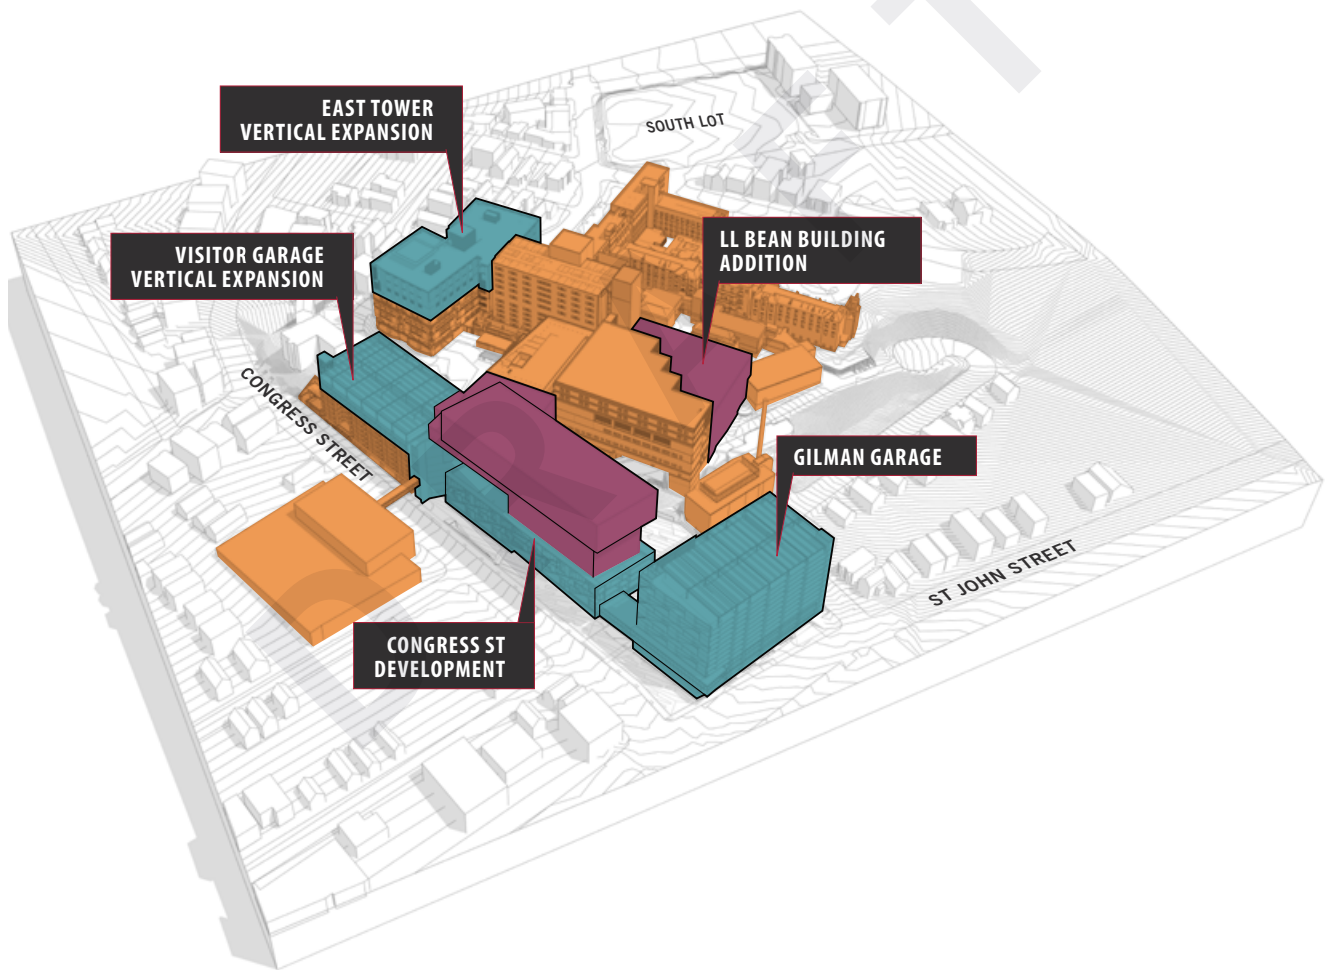 SOUTH LOT
EAST TOWER
VERTICAL EXPANSION
VISITOR GARAGE
VERTICAL EXPANSION
LL BEAN BUILDING
ADDITION
CONGRESS STREET
GILMAN GARAGE
ST JOHN STREET
CONGRESS ST
DEVELOPMENT